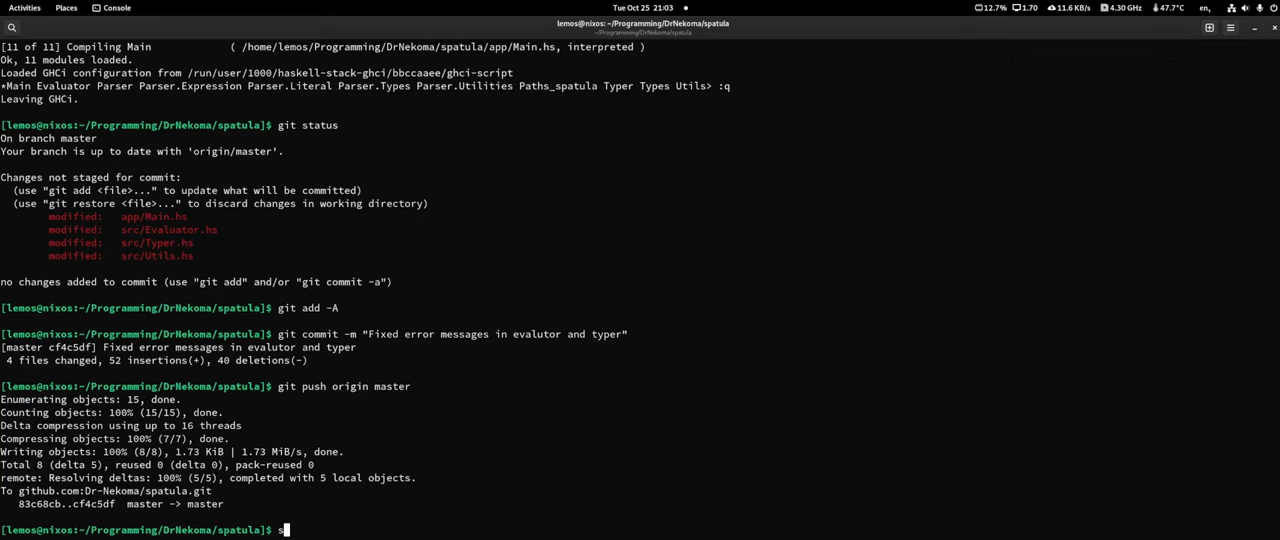 Activities Places Console Tue Oct 25 21:03 12.7% 1.70 11.6 KB/s 4.30 GHz 47.7°C en,
lemos@nixos: ~/Programming/DrNekoma/spatula
~/Programming/DrNekoma/spatula
[11 of 11] Compiling Main ( /home/lemos/Programming/DrNekoma/spatula/app/Main.hs, interpreted )
Ok, 11 modules loaded.
Loaded GHCi configuration from /run/user/1000/haskell-stack-ghci/bbccaaee/ghci-script
*Main Evaluator Parser Parser.Expression Parser.Literal Parser.Types Parser.Utilities Paths_spatula Typer Types Utils> :q
Leaving GHCi.
[lemos@nixos:~/Programming/DrNekoma/spatula]$ git status
On branch master
Your branch is up to date with 'origin/master'.
Changes not staged for commit:
(use "git add <file>..." to update what will be committed)
(use "git restore <file>..." to discard changes in working directory)
modified: app/Main.hs
modified: src/Evaluator.hs
modified: src/Typer.hs
modified: src/Utils.hs
no changes added to commit (use "git add" and/or "git commit -a")
[lemos@nixos:~/Programming/DrNekoma/spatula]$ git add -A
[lemos@nixos:~/Programming/DrNekoma/spatula]$ git commit -m "Fixed error messages in evalutor and typer"
[master cf4c5df] Fixed error messages in evalutor and typer
4 files changed, 52 insertions(+), 40 deletions(-)
[lemos@nixos:~/Programming/DrNekoma/spatula]$ git push origin master
Enumerating objects: 15, done.
Counting objects: 100% (15/15), done.
Delta compression using up to 16 threads
Compressing objects: 100% (7/7), done.
Writing objects: 100% (8/8), 1.73 KiB | 1.73 MiB/s, done.
Total 8 (delta 5), reused 0 (delta 0), pack-reused 0
remote: Resolving deltas: 100% (5/5), completed with 5 local objects.
To github.com:Dr-Nekoma/spatula.git
83c68cb..cf4c5df master -> master
[lemos@nixos:~/Programming/DrNekoma/spatula]$ s